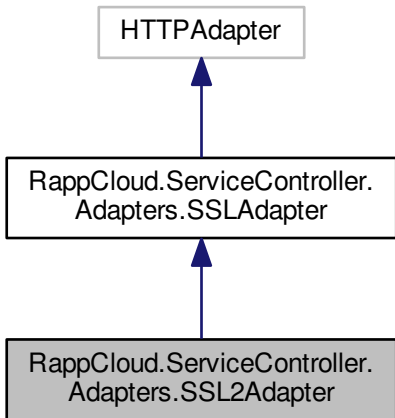 HTTPAdapter
RappCloud.ServiceController.
Adapters.SSLAdapter
RappCloud.ServiceController.
Adapters.SSL2Adapter